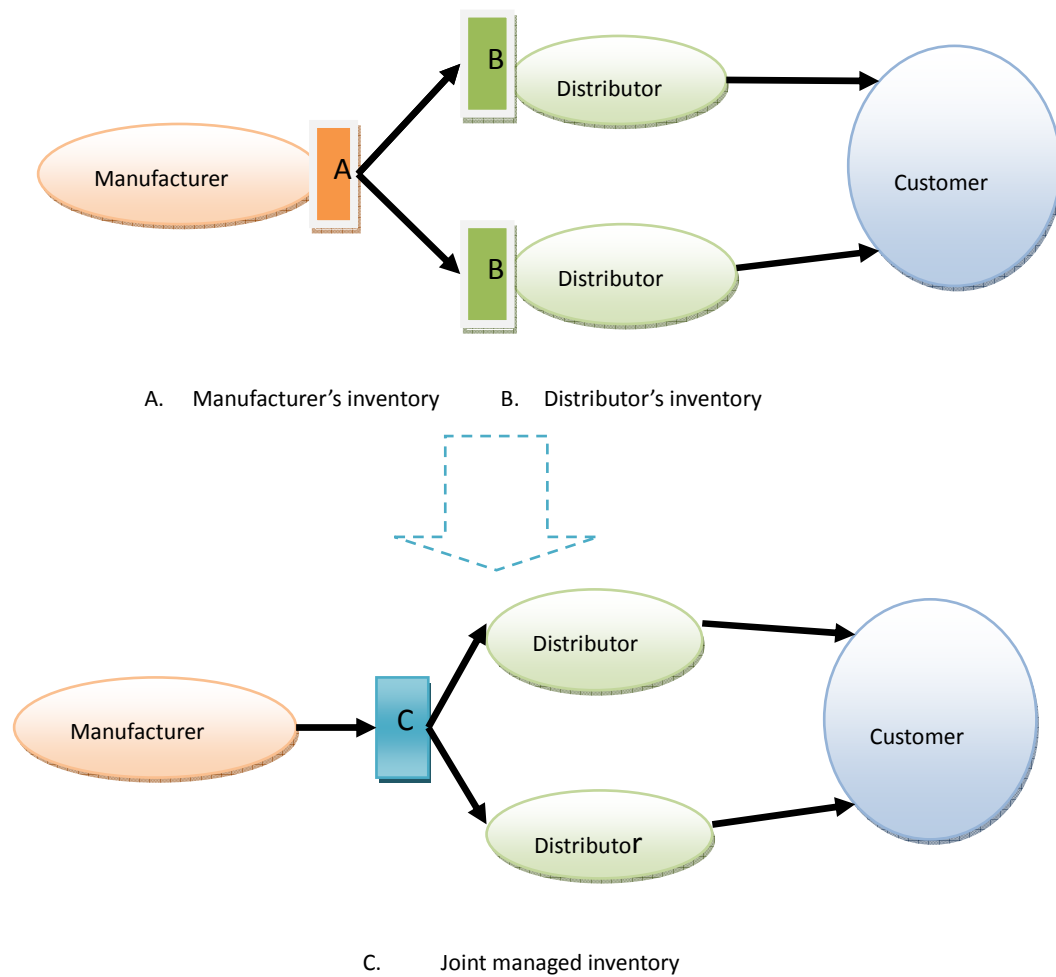 B
Distributor
Manufacturer
A
Customer
B
Distributor
A. Manufacturer’s inventory B. Distributor’s inventory
Distributor
Manufacturer
C
Customer
Distributor
C. Joint managed inventory